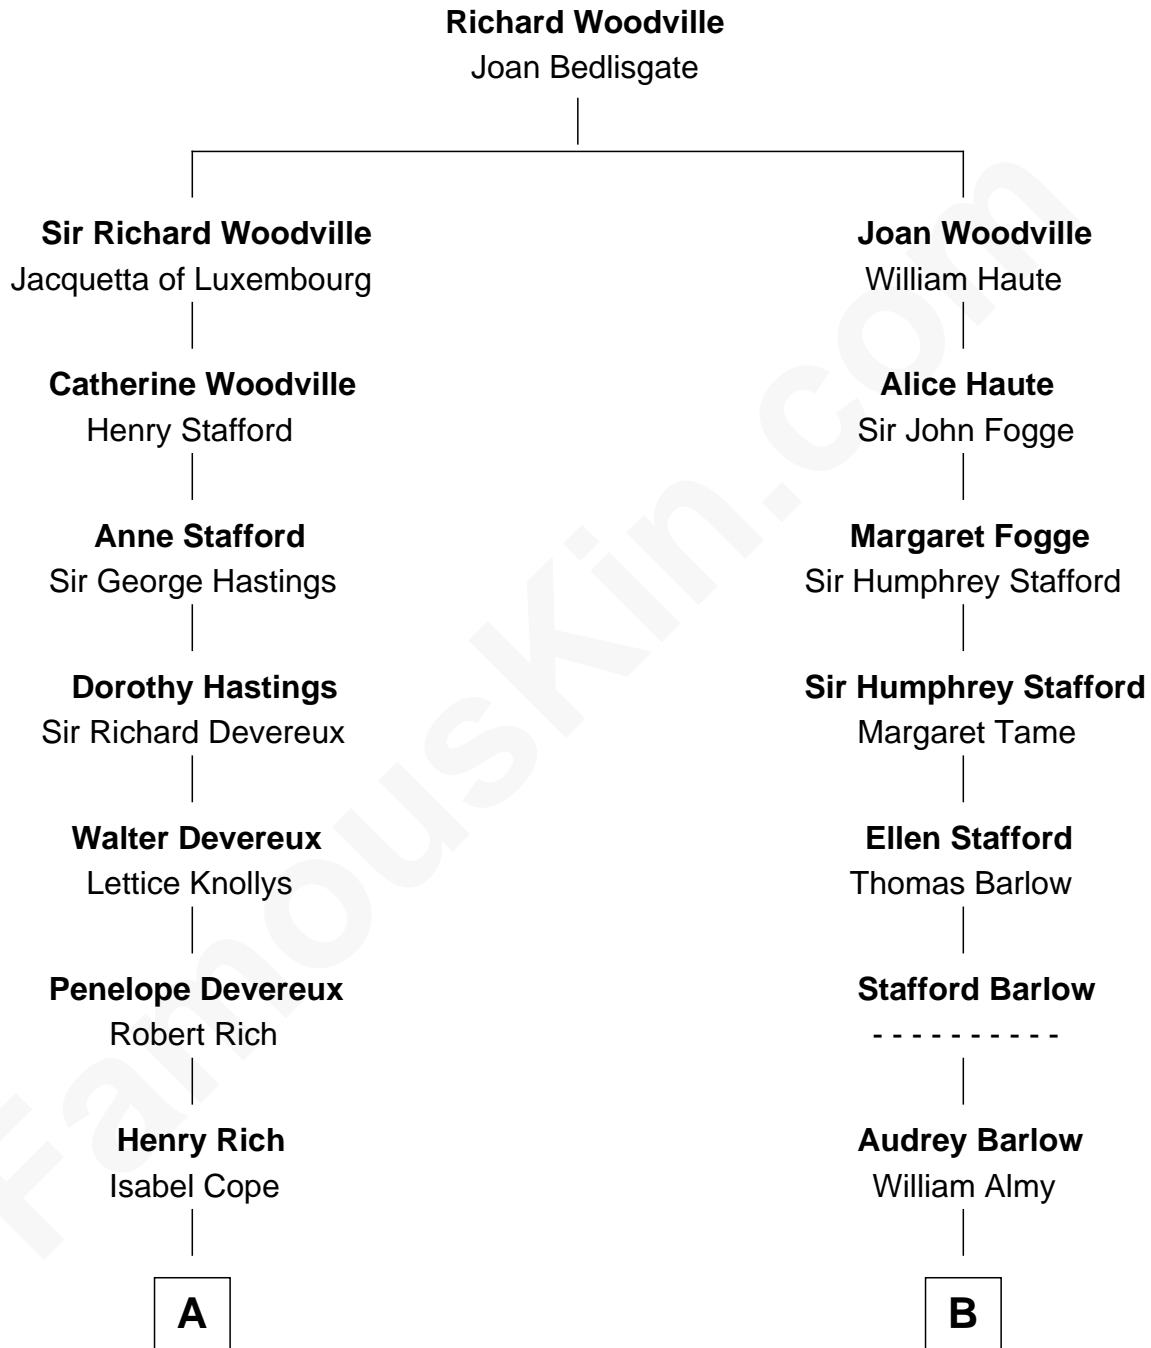 Richard Woodville
Joan Bedlisgate
Sir Richard Woodville
Jacquetta of Luxembourg
Catherine Woodville
Henry Stafford
Anne Stafford
Sir George Hastings
Dorothy Hastings
Sir Richard Devereux
Walter Devereux
Lettice Knollys
Penelope Devereux
Robert Rich
Henry Rich
Isabel Cope
A
Joan Woodville
William Haute
Alice Haute
Sir John Fogge
Margaret Fogge
Sir Humphrey Stafford
Sir Humphrey Stafford
Margaret Tame
Ellen Stafford
Thomas Barlow
Stafford Barlow
- - - - - - - - - -
Audrey Barlow
William Almy
B
FamousKin.com